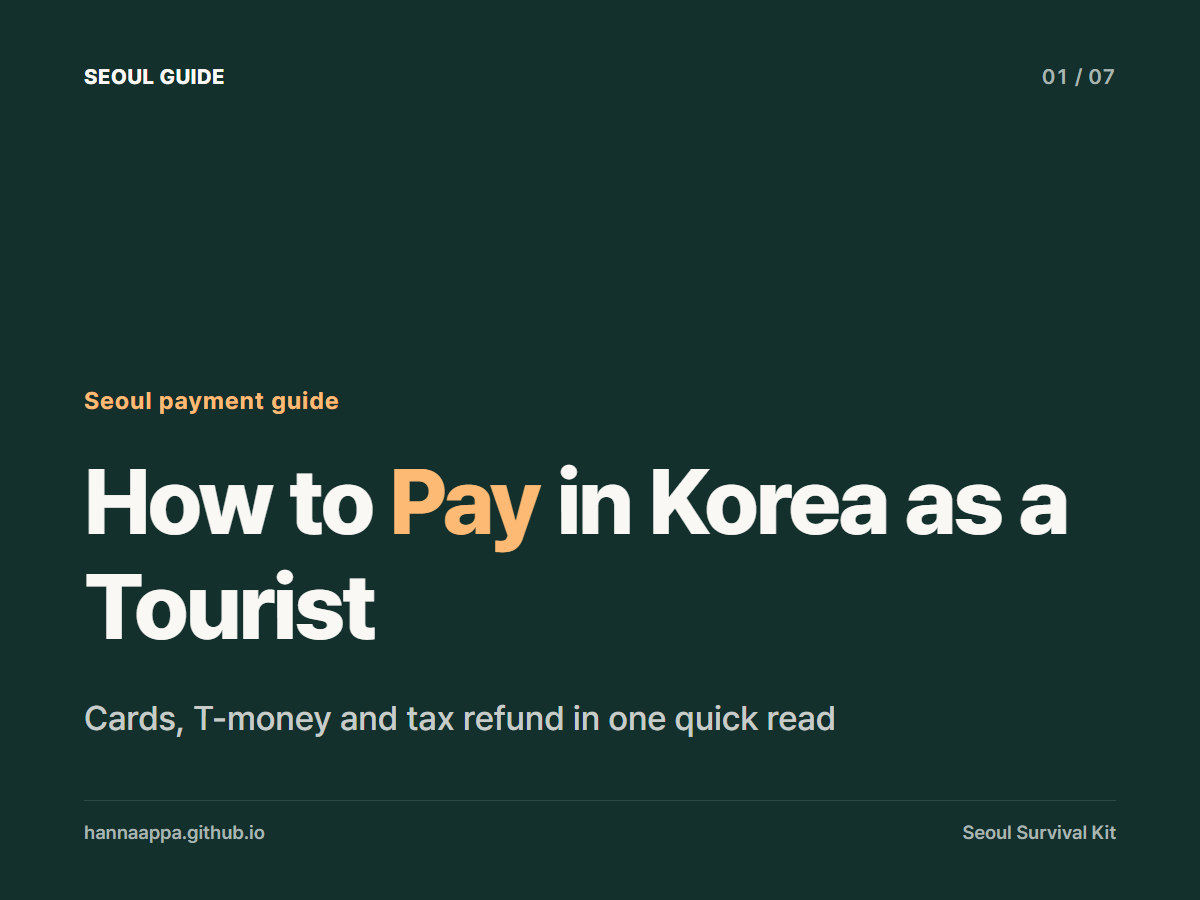 SEOUL GUIDE
01 / 07
Seoul payment guide
How to Pay in Korea as a
Tourist
Cards, T-money and tax refund in one quick read
hannaappa.github.io
Seoul Survival Kit